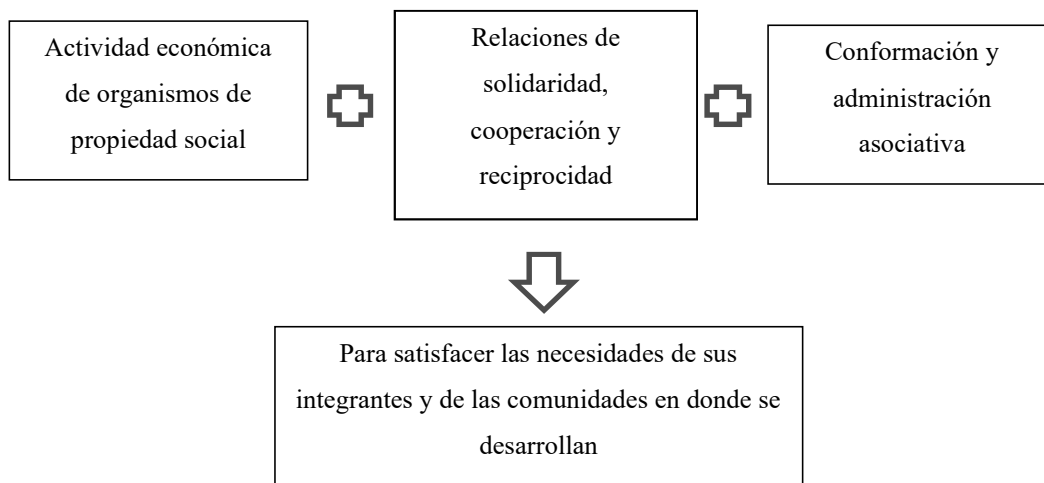 Actividad económica
de organismos de
propiedad social
Relaciones de
solidaridad,
cooperación y
reciprocidad
Conformación y
administración
asociativa
Para satisfacer las necesidades de sus
integrantes y de las comunidades en donde se
desarrollan